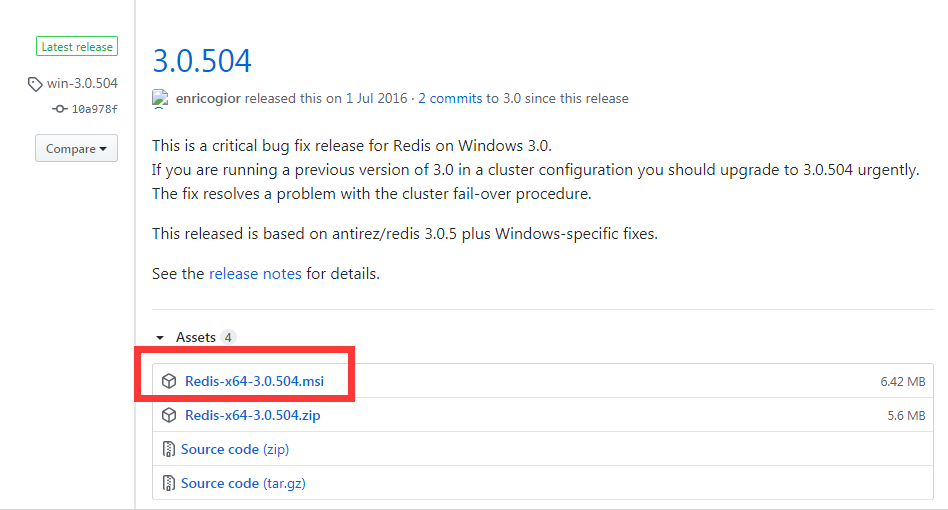 Latest release
win-3.0.504
10a978f
Compare
3.0.504
enricogior released this on 1 Jul 2016 · 2 commits to 3.0 since this release
This is a critical bug fix release for Redis on Windows 3.0.
If you are running a previous version of 3.0 in a cluster configuration you should upgrade to 3.0.504 urgently.
The fix resolves a problem with the cluster fail-over procedure.
This released is based on antirez/redis 3.0.5 plus Windows-specific fixes.
See the release notes for details.
Assets 4
Redis-x64-3.0.504.msi 6.42 MB
Redis-x64-3.0.504.zip 5.6 MB
Source code (zip)
Source code (tar.gz)